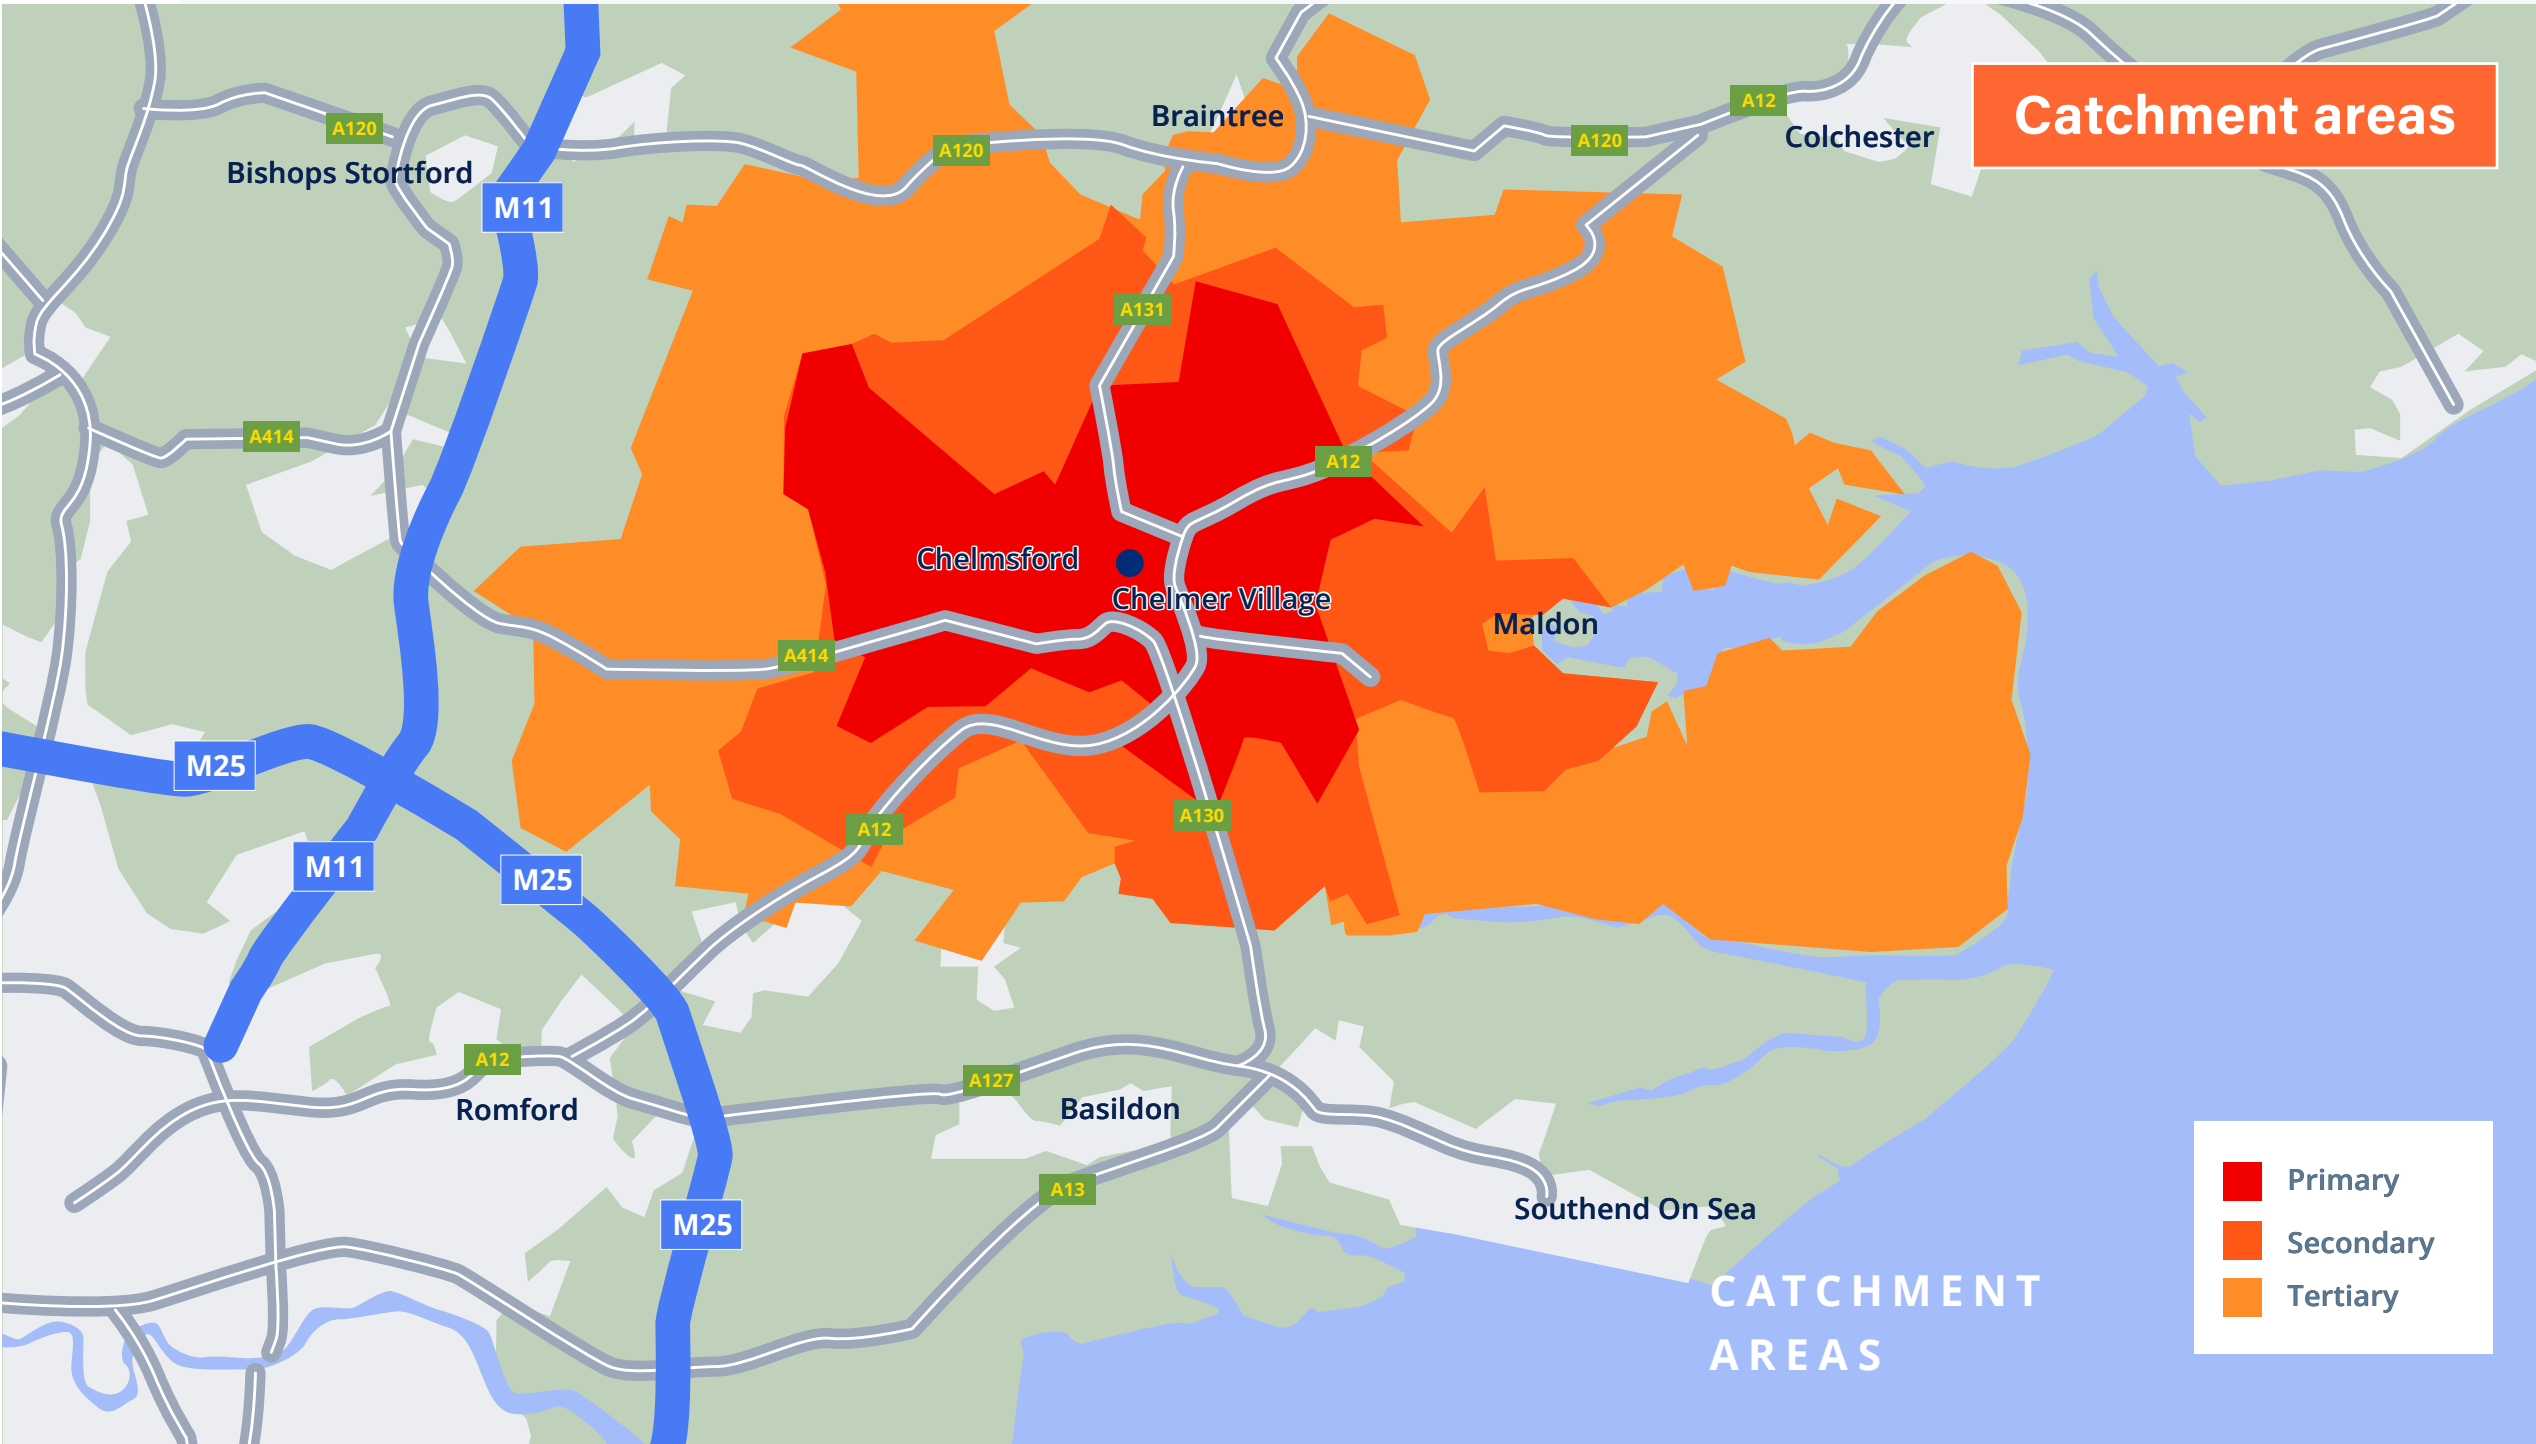 Catchment areas
A120
Bishops Stortford
M11
A120
Braintree
A120
A12
Colchester
A131
A414
A12
Chelmsford
Chelmer Village
Maldon
A414
M25
A12
A130
M11
M25
A12
Romford
A127
Basildon
A13
M25
Southend On Sea
CATCHMENT
AREAS
Primary
Secondary
Tertiary